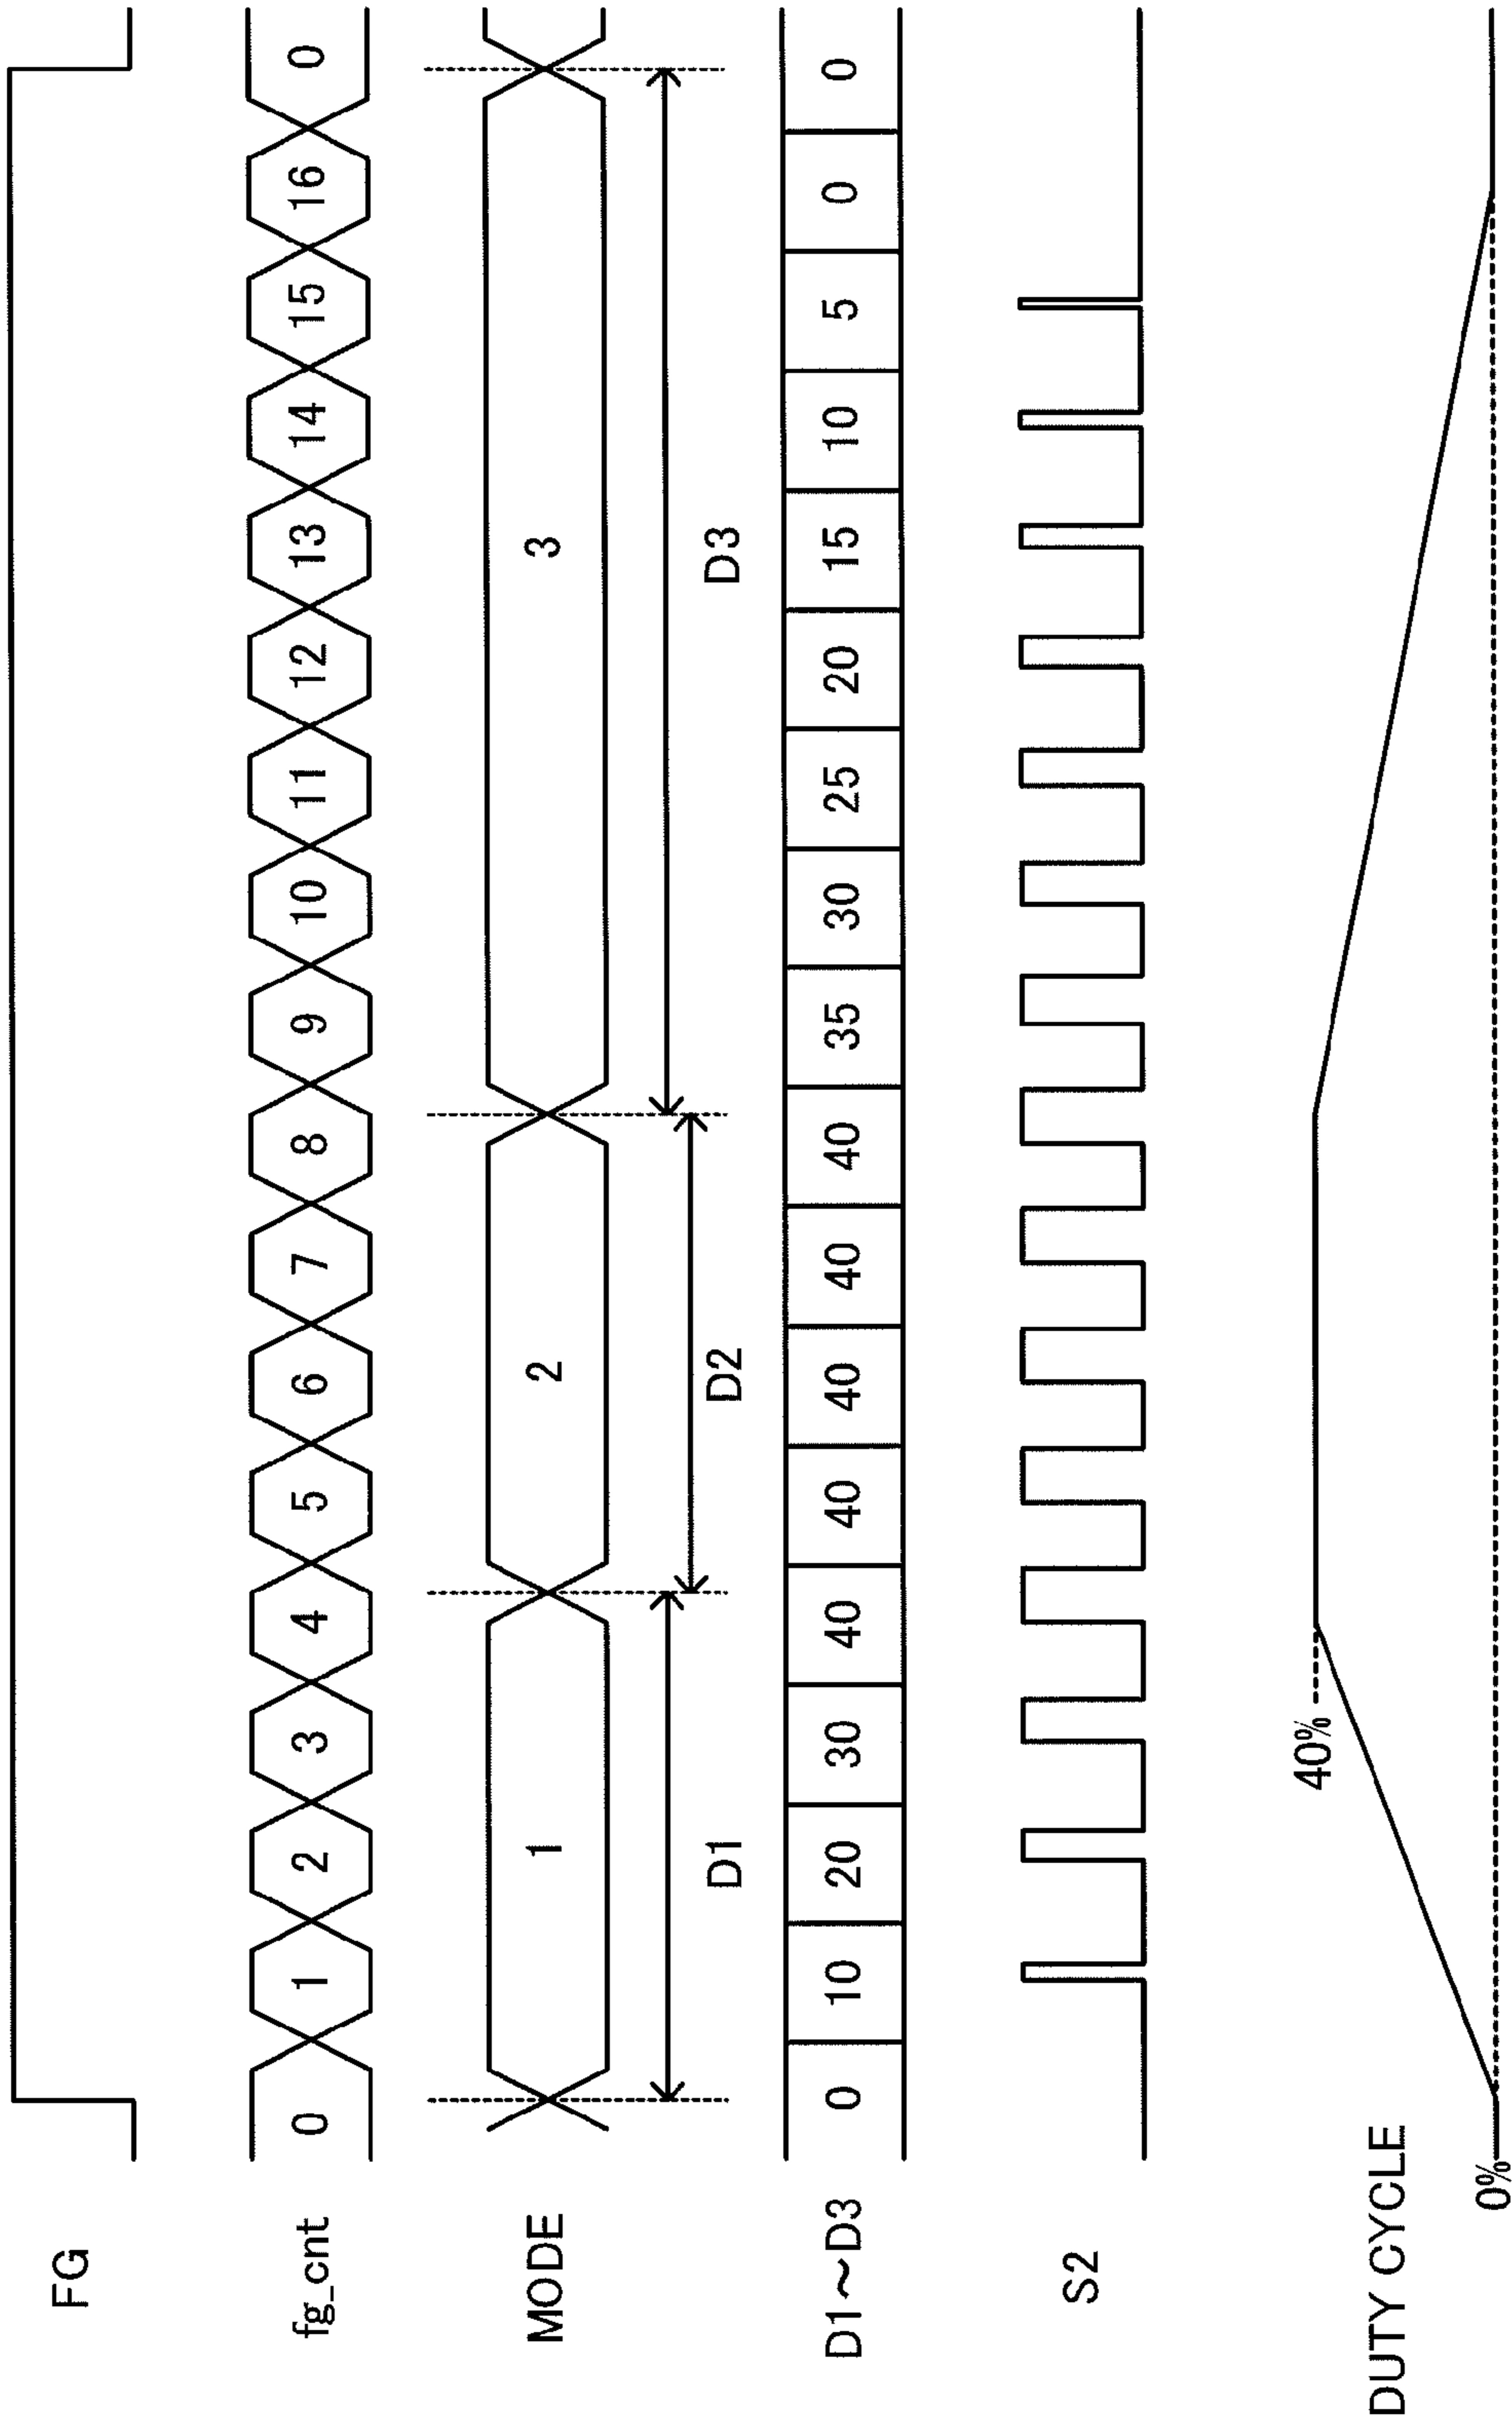 FG
fg_cnt 0 1 2 3 4 5 6 7 8 9 10 11 12 13 14 15 16 0
MODE 1 2 3
D1 D2 D3
D1～D3 0 10 20 30 40 40 40 40 40 35 30 25 20 15 10 5 0 0
S2
40%
DUTY CYCLE
0%